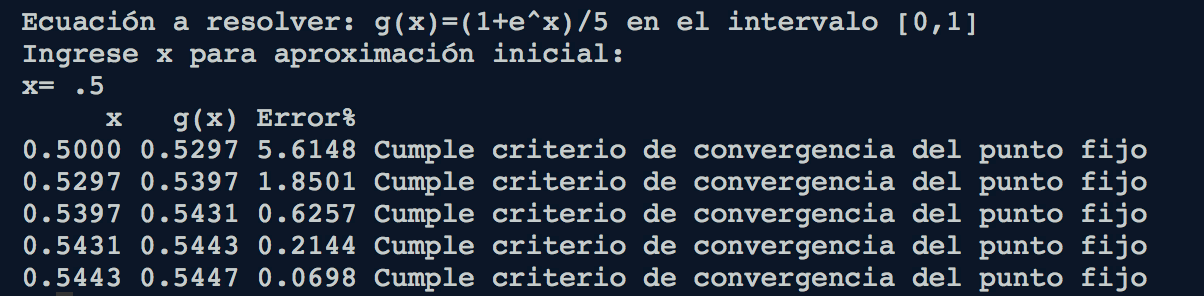 Ecuación a resolver: g(x)=(1+e^x)/5 en el intervalo [0,1]
Ingrese x para aproximación inicial:
x= .5
x g(x) Error%
0.5000 0.5297 5.6148 Cumple criterio de convergencia del punto fijo
0.5297 0.5397 1.8501 Cumple criterio de convergencia del punto fijo
0.5397 0.5431 0.6257 Cumple criterio de convergencia del punto fijo
0.5431 0.5443 0.2144 Cumple criterio de convergencia del punto fijo
0.5443 0.5447 0.0698 Cumple criterio de convergencia del punto fijo